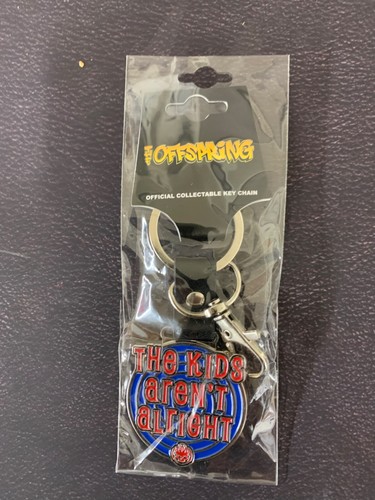 THE OFFSPRING
OFFICIAL COLLECTABLE KEY CHAIN
THE KIDS
AREN'T
ALRIGHT